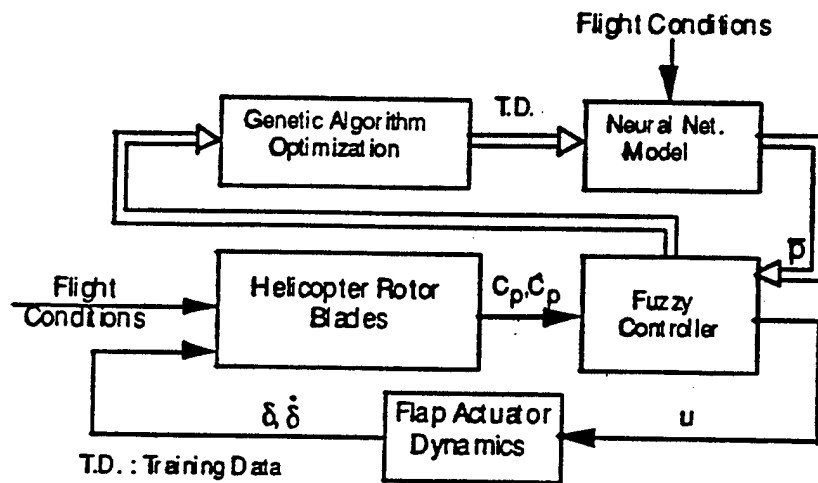 Flight Conditions
Genetic Algorithm
Optimization
T.D.
Neural Net.
Model
p̅
Flight
Conditions
Helicopter Rotor
Blades
Cp, Ċp
Fuzzy
Controller
δ, δ̇
Flap Actuator
Dynamics
u
T.D. : Training Data